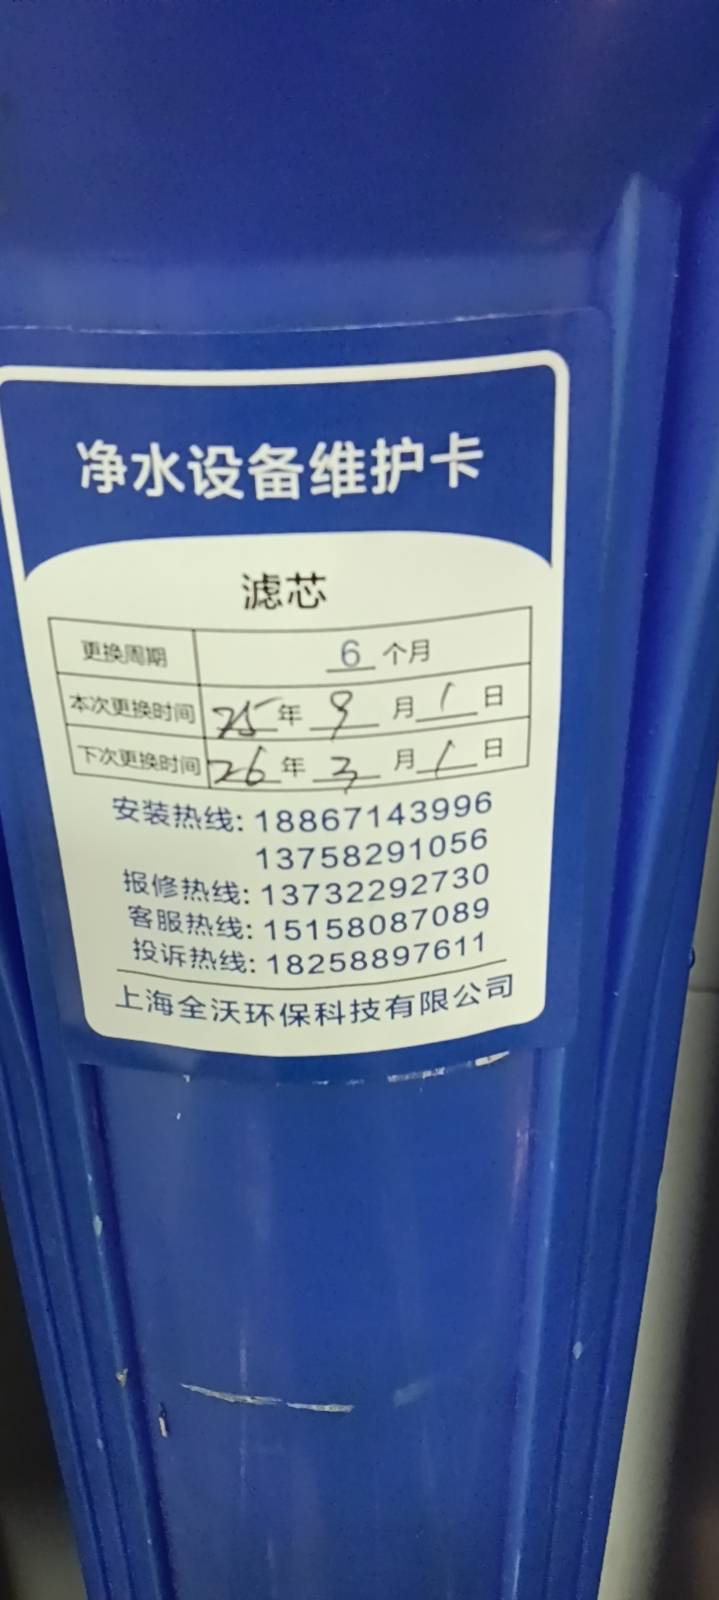 净水设备维护卡
滤芯
更换周期 6 个月
本次更换时间 25 年 9 月 1 日
下次更换时间 26 年 3 月 1 日
安装热线: 18867143996
13758291056
报修热线: 13732292730
客服热线: 15158087089
投诉热线: 18258897611
上海全沃环保科技有限公司